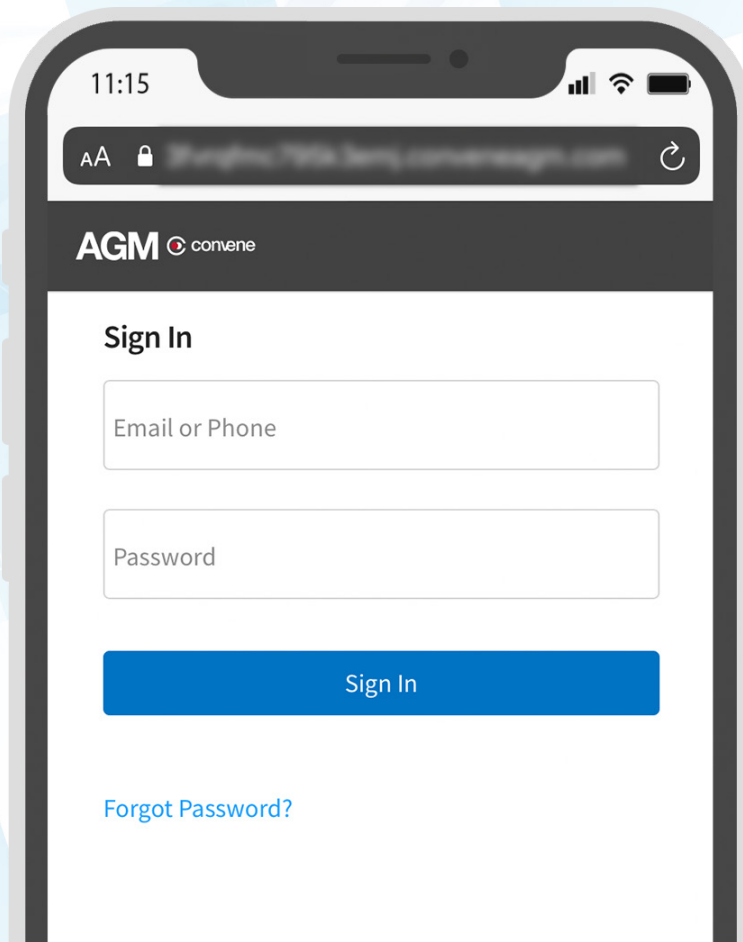 11:15
AA
AGM convene
Sign In
Email or Phone
Password
Sign In
Forgot Password?